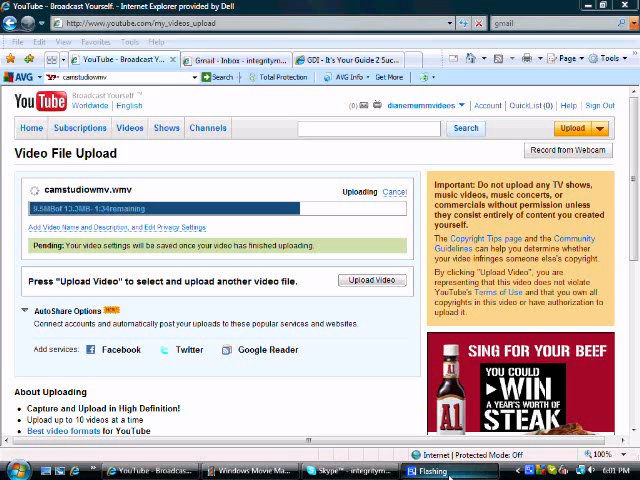 YouTube - Broadcast Yourself. - Internet Explorer provided by Dell
http://www.youtube.com/my_videos_upload
gmail
File Edit View Favorites Tools Help
YouTube - Broadcast Y... Gmail - Inbox - integritym... GDI - It's Your Guide 2 Suc... Page Tools
AVG camstudiowmv Search Total Protection AVG Info Get More
YouTube Broadcast Yourself™
Worldwide English
(0) dianemummvideos Account QuickList (0) Help Sign Out
Home Subscriptions Videos Shows Channels Search Upload
Video File Upload
Record from Webcam
camstudiowmv.wmv
Uploading Cancel
9.5MB of 13.3MB - 1:34 remaining
Add Video Name and Description, and Edit Privacy Settings
Pending: Your video settings will be saved once your video has finished uploading.
Press "Upload Video" to select and upload another video file.
Upload Video
AutoShare Options NEW!
Connect accounts and automatically post your uploads to these popular services and websites.
Add services: Facebook Twitter Google Reader
About Uploading
Capture and Upload in High Definition!
Upload up to 10 videos at a time
Best video formats for YouTube
Important: Do not upload any TV shows,
music videos, music concerts, or
commercials without permission unless
they consist entirely of content you created
yourself.
The Copyright Tips page and the Community
Guidelines can help you determine whether
your video infringes someone else's copyright.
By clicking "Upload Video", you are
representing that this video does not violate
YouTube's Terms of Use and that you own all
copyrights in this video or have authorization to
upload it.
SING FOR YOUR BEEF
YOU COULD
WIN
A YEAR'S WORTH OF
STEAK
A1
Internet | Protected Mode: Off
100%
YouTube - Broadcas... Windows Movie Ma... Skype™ - integritym... Flashing
6:01 PM